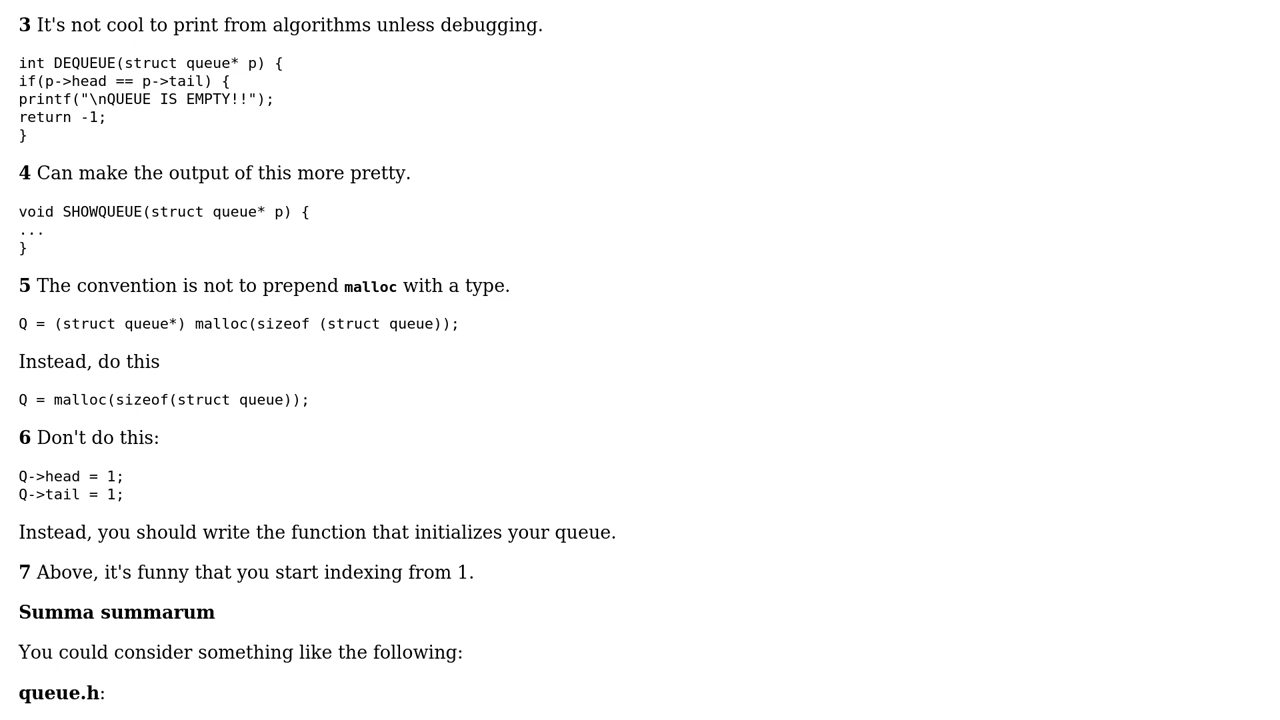 3 It's not cool to print from algorithms unless debugging.
int DEQUEUE(struct queue* p) {
if(p->head == p->tail) {
printf("\nQUEUE IS EMPTY!!");
return -1;
}
4 Can make the output of this more pretty.
void SHOWQUEUE(struct queue* p) {
...
}
5 The convention is not to prepend malloc with a type.
Q = (struct queue*) malloc(sizeof (struct queue));
Instead, do this
Q = malloc(sizeof(struct queue));
6 Don't do this:
Q->head = 1;
Q->tail = 1;
Instead, you should write the function that initializes your queue.
7 Above, it's funny that you start indexing from 1.
Summa summarum
You could consider something like the following:
queue.h: